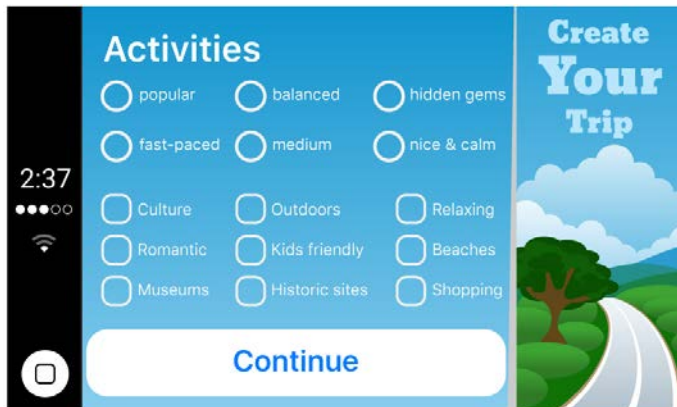 2:37
Activities
popular balanced hidden gems
fast-paced medium nice & calm
Culture Outdoors Relaxing
Romantic Kids friendly Beaches
Museums Historic sites Shopping
Continue
Create
Your
Trip